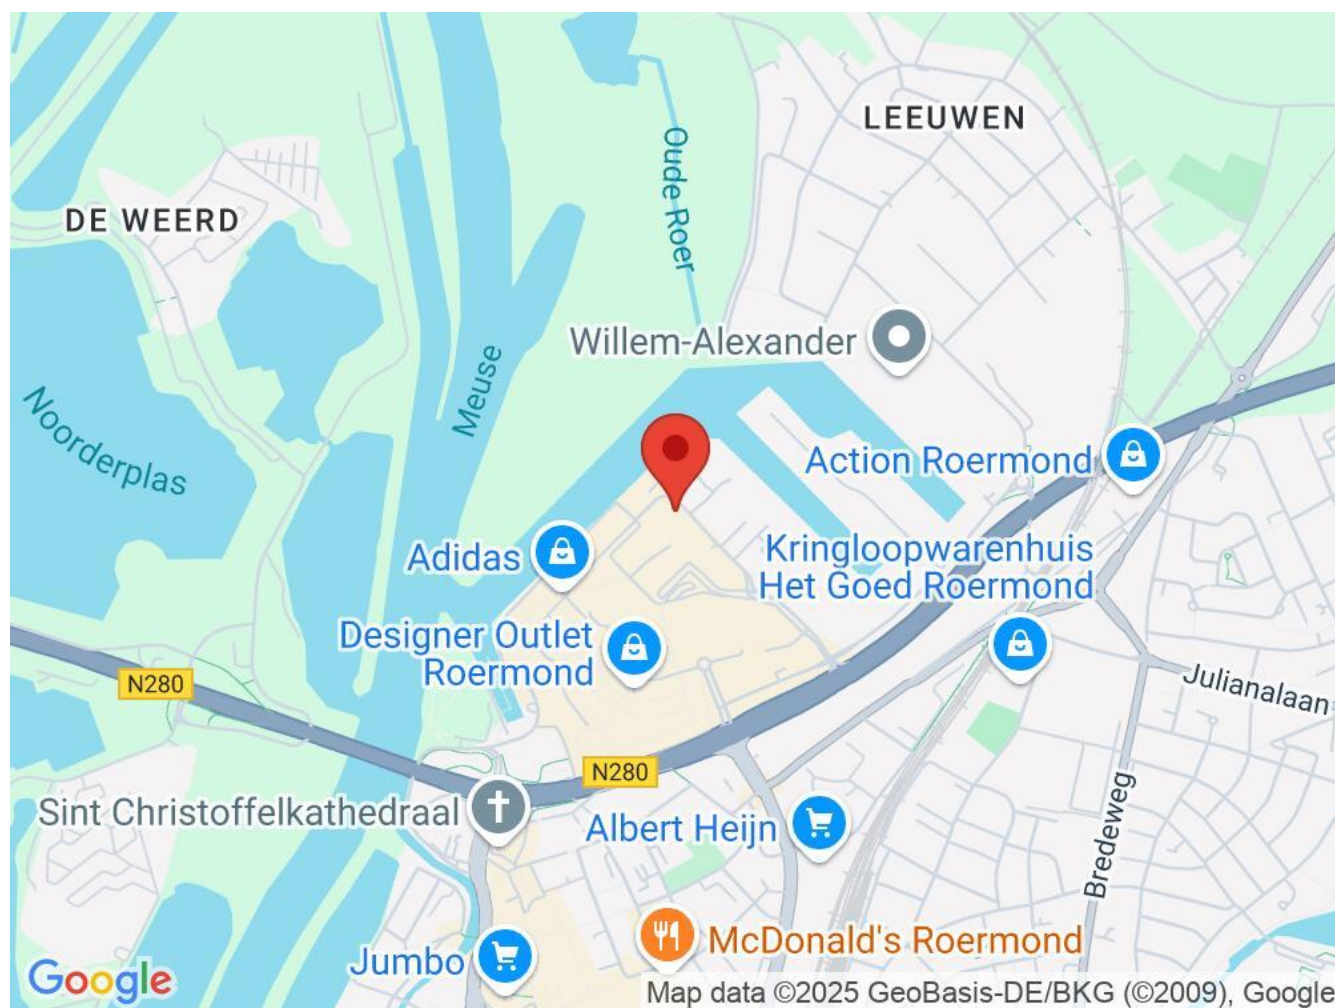 LEEUWEN
Oude Roer
DE WEERD
Willem-Alexander
Meuse
Noorderplas
Action Roermond
Adidas
Kringloopwarenhuis
Het Goed Roermond
Designer Outlet
Roermond
N280
Julianalaan
N280
Sint Christoffelkathedraal
Albert Heijn
Bredeweg
McDonald's Roermond
Jumbo
Google
Map data ©2025 GeoBasis-DE/BKG (©2009), Google